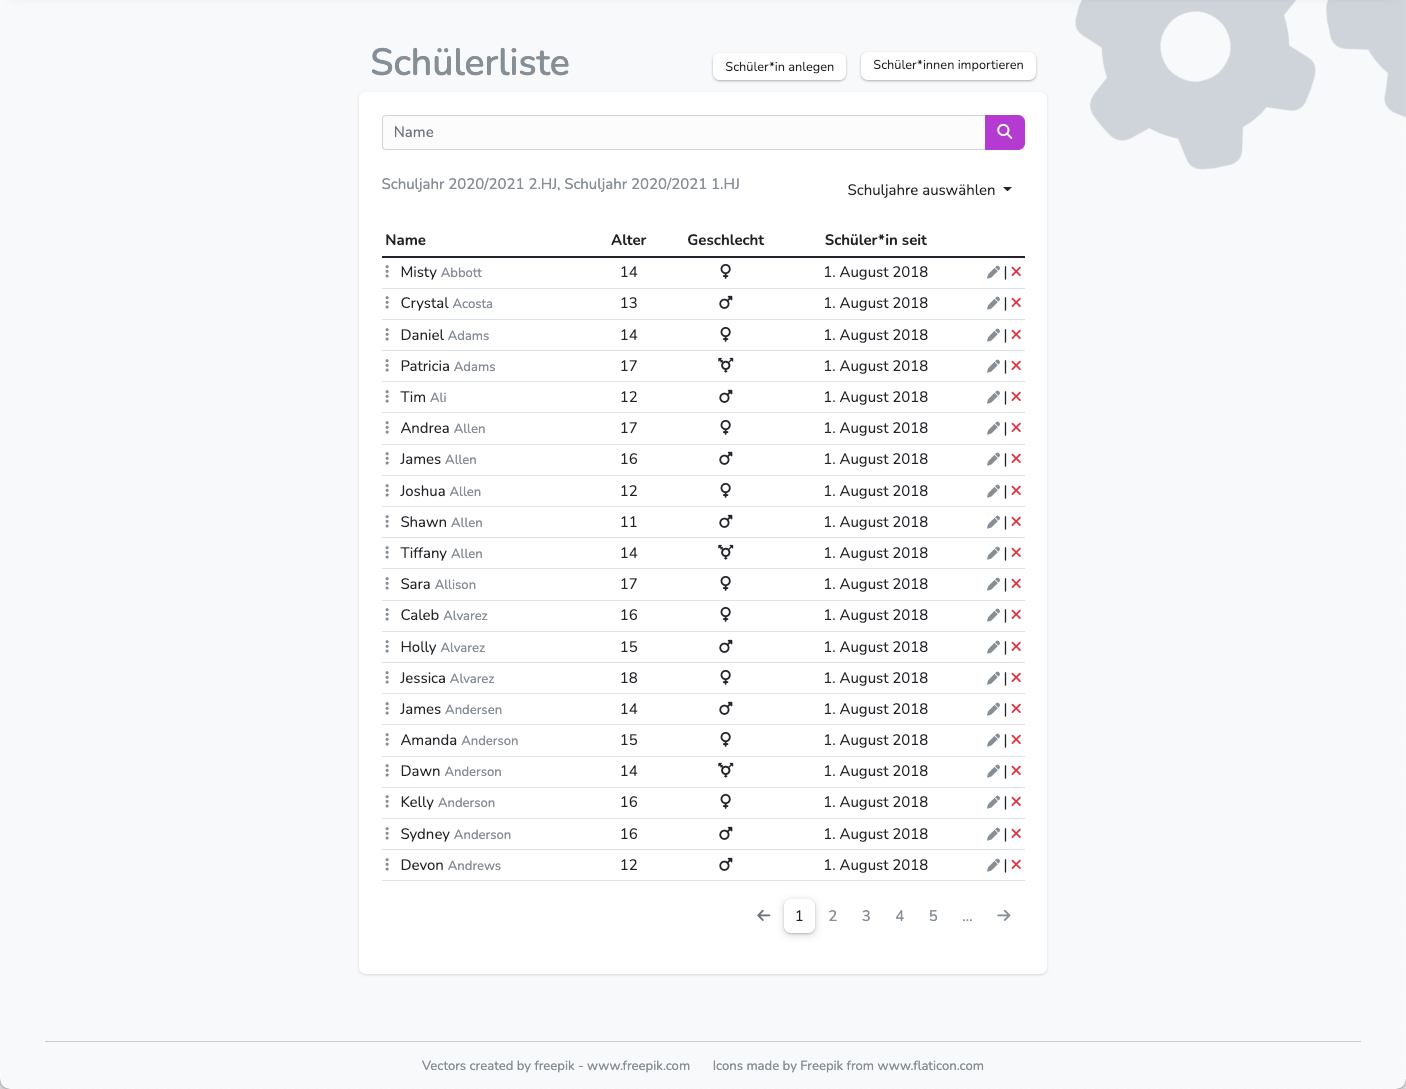 Schülerliste
Schüler*in anlegen
Schüler*innen importieren
Name
Schuljahr 2020/2021 2.HJ, Schuljahr 2020/2021 1.HJ
Schuljahre auswählen
Name Alter Geschlecht Schüler*in seit
Misty Abbott 14 ♀ 1. August 2018 |
Crystal Acosta 13 ♂ 1. August 2018 |
Daniel Adams 14 ♀ 1. August 2018 |
Patricia Adams 17 ⚧ 1. August 2018 |
Tim Ali 12 ♂ 1. August 2018 |
Andrea Allen 17 ♀ 1. August 2018 |
James Allen 16 ♂ 1. August 2018 |
Joshua Allen 12 ♀ 1. August 2018 |
Shawn Allen 11 ♂ 1. August 2018 |
Tiffany Allen 14 ⚧ 1. August 2018 |
Sara Allison 17 ♀ 1. August 2018 |
Caleb Alvarez 16 ♀ 1. August 2018 |
Holly Alvarez 15 ♂ 1. August 2018 |
Jessica Alvarez 18 ♀ 1. August 2018 |
James Andersen 14 ♂ 1. August 2018 |
Amanda Anderson 15 ♀ 1. August 2018 |
Dawn Anderson 14 ⚧ 1. August 2018 |
Kelly Anderson 16 ♀ 1. August 2018 |
Sydney Anderson 16 ♂ 1. August 2018 |
Devon Andrews 12 ♂ 1. August 2018 |
← 1 2 3 4 5 ... →
Vectors created by freepik - www.freepik.com Icons made by Freepik from www.flaticon.com